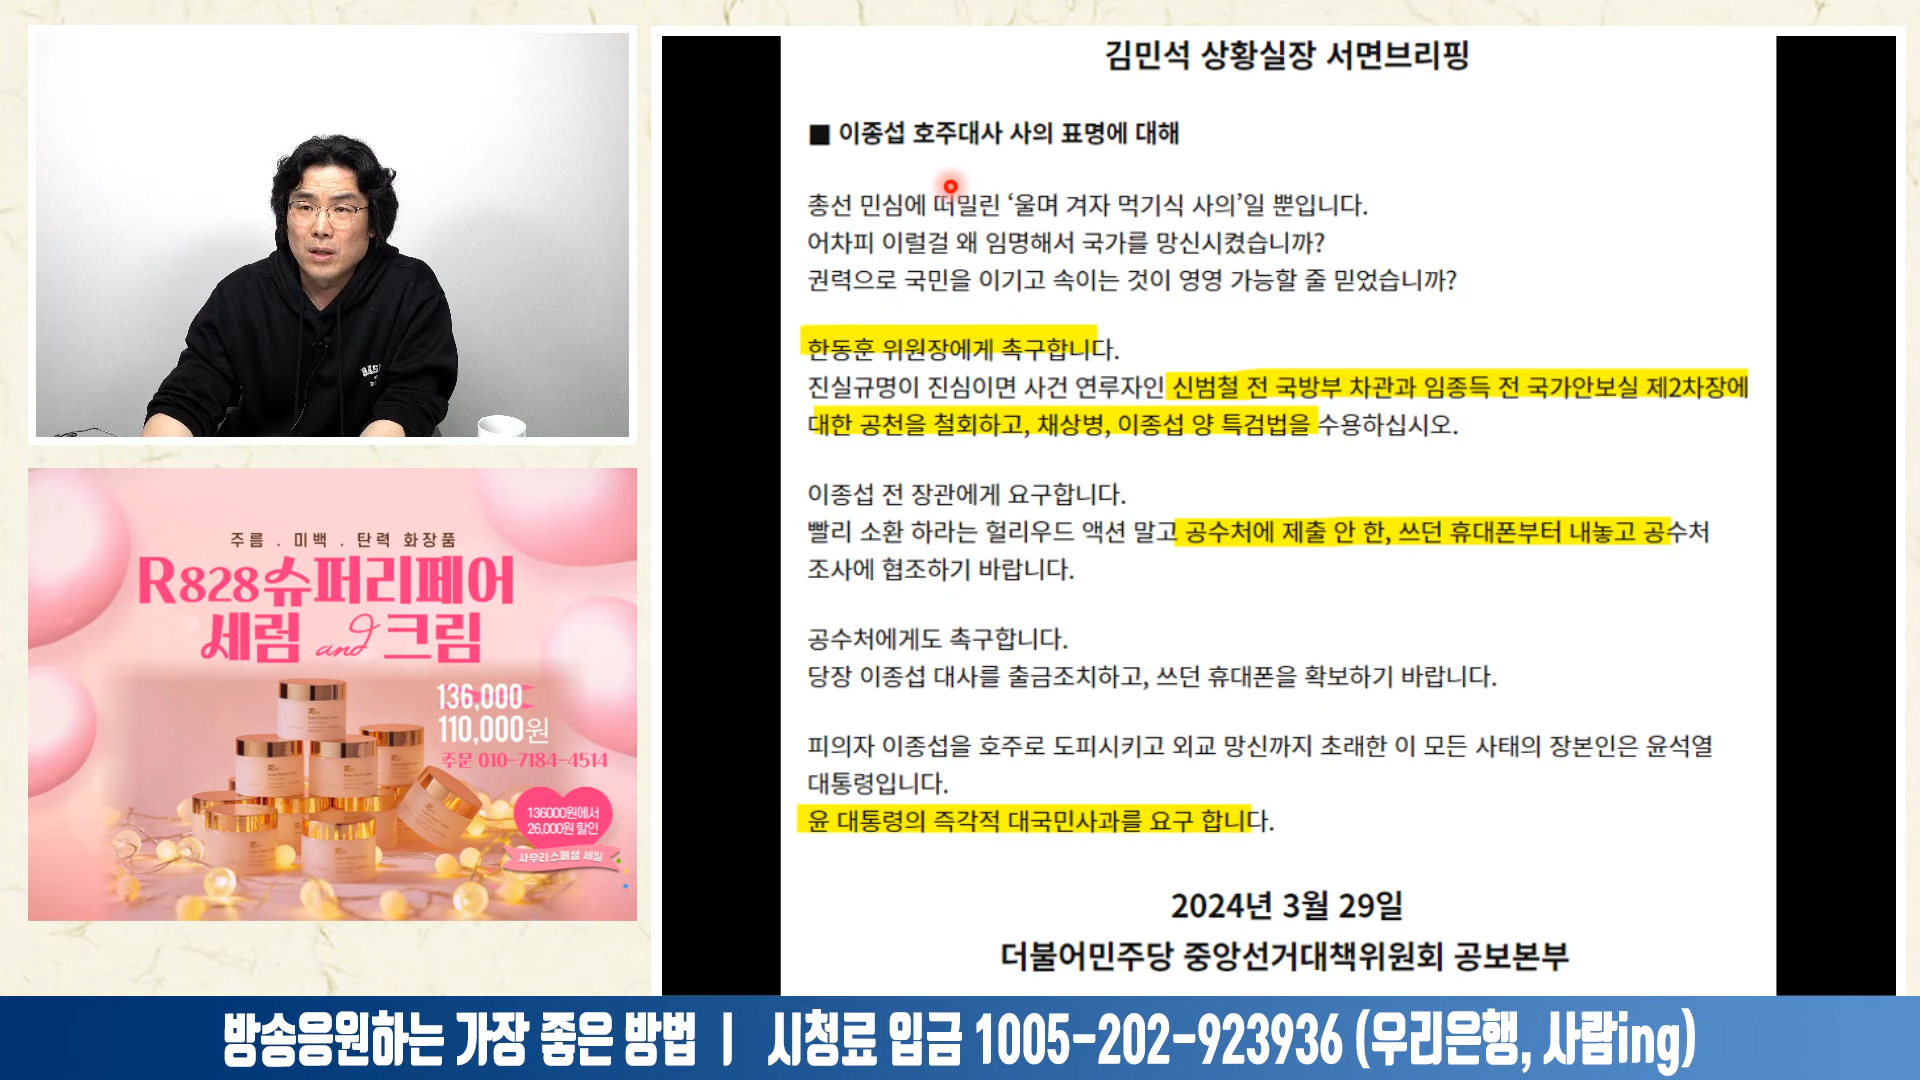 김민석 상황실장 서면브리핑
■ 이종섭 호주대사 사의 표명에 대해
총선 민심에 떠밀린 ‘울며 겨자 먹기식 사의’일 뿐입니다.
어차피 이럴걸 왜 임명해서 국가를 망신시켰습니까?
권력으로 국민을 이기고 속이는 것이 영영 가능할 줄 믿었습니까?
한동훈 위원장에게 촉구합니다.
진실규명이 진심이면 사건 연루자인 신범철 전 국방부 차관과 임종득 전 국가안보실 제2차장에
대한 공천을 철회하고, 채상병, 이종섭 양 특검법을 수용하십시오.
이종섭 전 장관에게 요구합니다.
빨리 소환 하라는 헐리우드 액션 말고 공수처에 제출 안 한, 쓰던 휴대폰부터 내놓고 공수처
조사에 협조하기 바랍니다.
공수처에게도 촉구합니다.
당장 이종섭 대사를 출금조치하고, 쓰던 휴대폰을 확보하기 바랍니다.
피의자 이종섭을 호주로 도피시키고 외교 망신까지 초래한 이 모든 사태의 장본인은 윤석열
대통령입니다.
윤 대통령의 즉각적 대국민사과를 요구 합니다.
2024년 3월 29일
더불어민주당 중앙선거대책위원회 공보본부
주름 . 미백 . 탄력 화장품
R828슈퍼리페어
세럼 and 크림
136,000
110,000원
주문 010-7184-4514
136000원에서
26,000원 할인
사무리스페셜 세일
방송응원하는 가장 좋은 방법 | 시청료 입금 1005-202-923936 (우리은행, 사람ing)